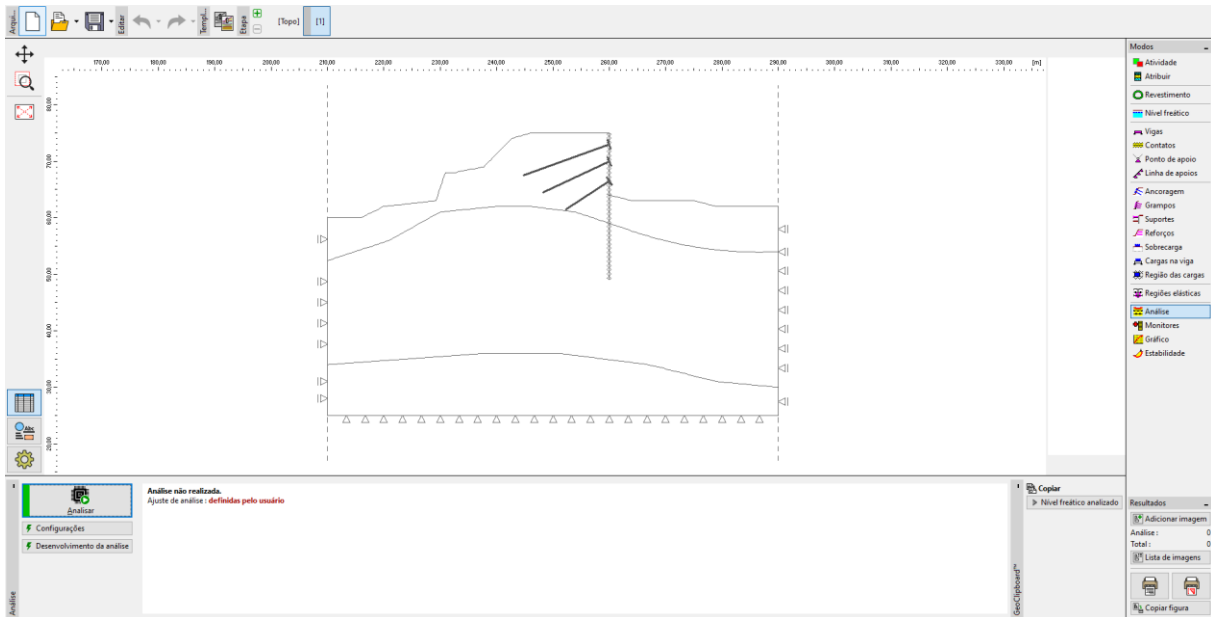 Arqui...
Editar
Templ...
Etapa
[Topo]
[1]
170,00 180,00 190,00 200,00 210,00 220,00 230,00 240,00 250,00 260,00 270,00 280,00 290,00 300,00 310,00 320,00 330,00 [m]
80,00
70,00
60,00
50,00
40,00
30,00
20,00
Modos
Atividade
Atribuir
Revestimento
Nível freático
Vigas
Contatos
Ponto de apoio
Linha de apoios
Ancoragem
Grampos
Suportes
Reforços
Sobrecarga
Cargas na viga
Região das cargas
Regiões elásticas
Análise
Monitores
Gráfico
Estabilidade
Abc
Análise
Analisar
Configurações
Desenvolvimento da análise
Análise não realizada.
Ajuste de análise : definidas pelo usuário
GeoClipboard™
Copiar
Nível freático analizado
Resultados
Adicionar imagem
Análise : 0
Total : 0
Lista de imagens
Copiar figura